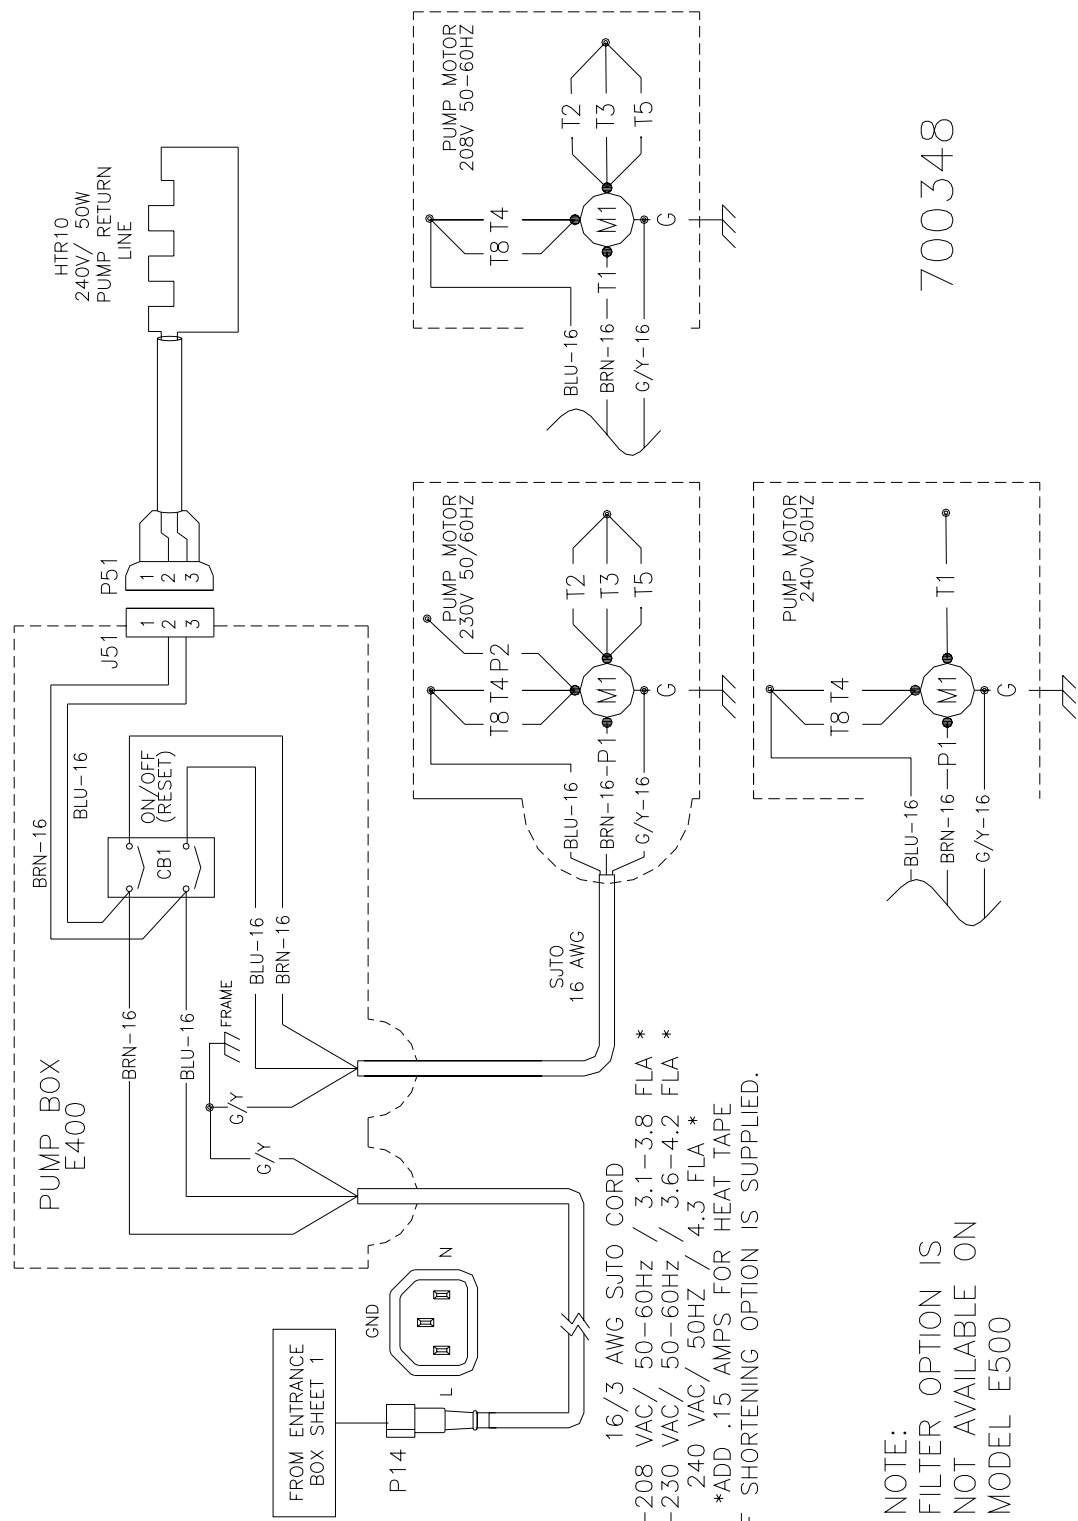 FROM ENTRANCE
BOX SHEET 1
P14
GND
N
L
PUMP BOX
E400
BRN-16
BLU-16
G/Y
G/Y
FRAME
BLU-16
BRN-16
BRN-16
BLU-16
CB1
ON/OFF
(RESET)
J51
1
2
3
P51
1
2
3
HTR10
240V/ 50W
PUMP RETURN
LINE
SJTO
16 AWG
16/3 AWG SJTO CORD
-208 VAC/ 50-60Hz / 3.1-3.8 FLA *
-230 VAC/ 50-60Hz / 3.6-4.2 FLA *
240 VAC/ 50HZ / 4.3 FLA *
*ADD .15 AMPS FOR HEAT TAPE
SHORTENING OPTION IS SUPPLIED.
PUMP MOTOR
230V 50/60HZ
BLU-16
BRN-16
G/Y-16
P1
T8 T4 P2
M1
G
T2
T3
T5
PUMP MOTOR
208V 50-60HZ
BLU-16
BRN-16
G/Y-16
T1
T8 T4
M1
G
T2
T3
T5
PUMP MOTOR
240V 50HZ
BLU-16
BRN-16
G/Y-16
P1
T8 T4
M1
G
T1
NOTE:
FILTER OPTION IS
NOT AVAILABLE ON
MODEL E500
700348